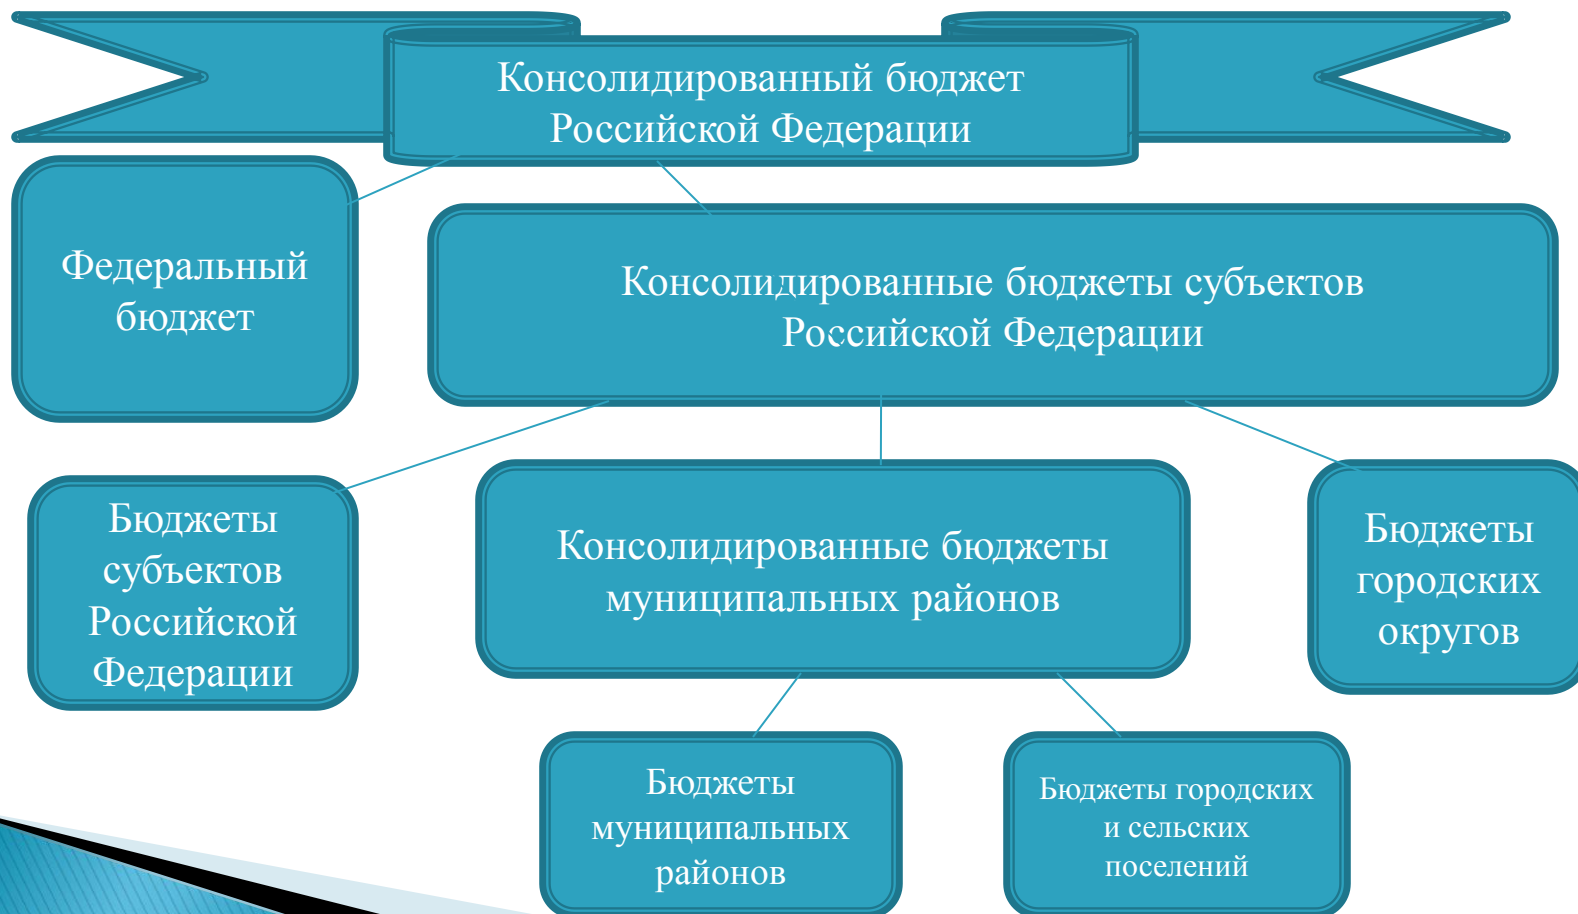 Консолидированный бюджет
Российской Федерации
Федеральный
бюджет
Консолидированные бюджеты субъектов
Российской Федерации
Бюджеты
субъектов
Российской
Федерации
Консолидированные бюджеты
муниципальных районов
Бюджеты
городских
округов
Бюджеты
муниципальных
районов
Бюджеты городских
и сельских
поселений